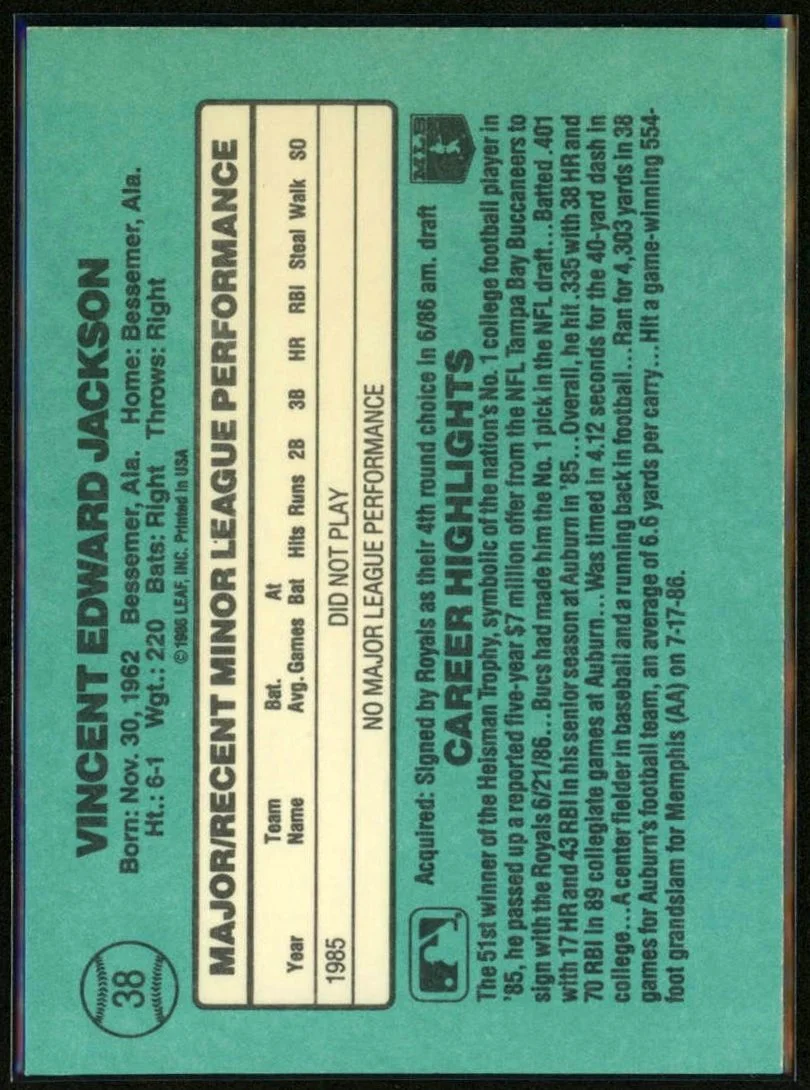 38
VINCENT EDWARD JACKSON
Born: Nov. 30, 1962 Bessemer, Ala. Home: Bessemer, Ala.
Ht.: 6-1 Wgt.: 220 Bats: Right Throws: Right
©1986 LEAF, INC. Printed in USA
MAJOR/RECENT MINOR LEAGUE PERFORMANCE
Team Bat. At
Year Name Avg. Games Bat Hits Runs 2B 3B HR RBI Steal Walk SO
1985 DID NOT PLAY
NO MAJOR LEAGUE PERFORMANCE
Acquired: Signed by Royals as their 4th round choice in 6/86 am. draft
MLB
CAREER HIGHLIGHTS
The 51st winner of the Heisman Trophy, symbolic of the nation's No. 1 college football player in
'85, he passed up a reported five-year $7 million offer from the NFL Tampa Bay Buccaneers to
sign with the Royals 6/21/86...Bucs had made him the No. 1 pick in the NFL draft...Batted .401
with 17 HR and 43 RBI in his senior season at Auburn in '85...Overall, he hit .335 with 38 HR and
70 RBI in 89 collegiate games at Auburn...Was timed in 4.12 seconds for the 40-yard dash in
college...A center fielder in baseball and a running back in football...Ran for 4,303 yards in 38
games for Auburn's football team, an average of 6.6 yards per carry...Hit a game-winning 554-
foot grandslam for Memphis (AA) on 7-17-86.